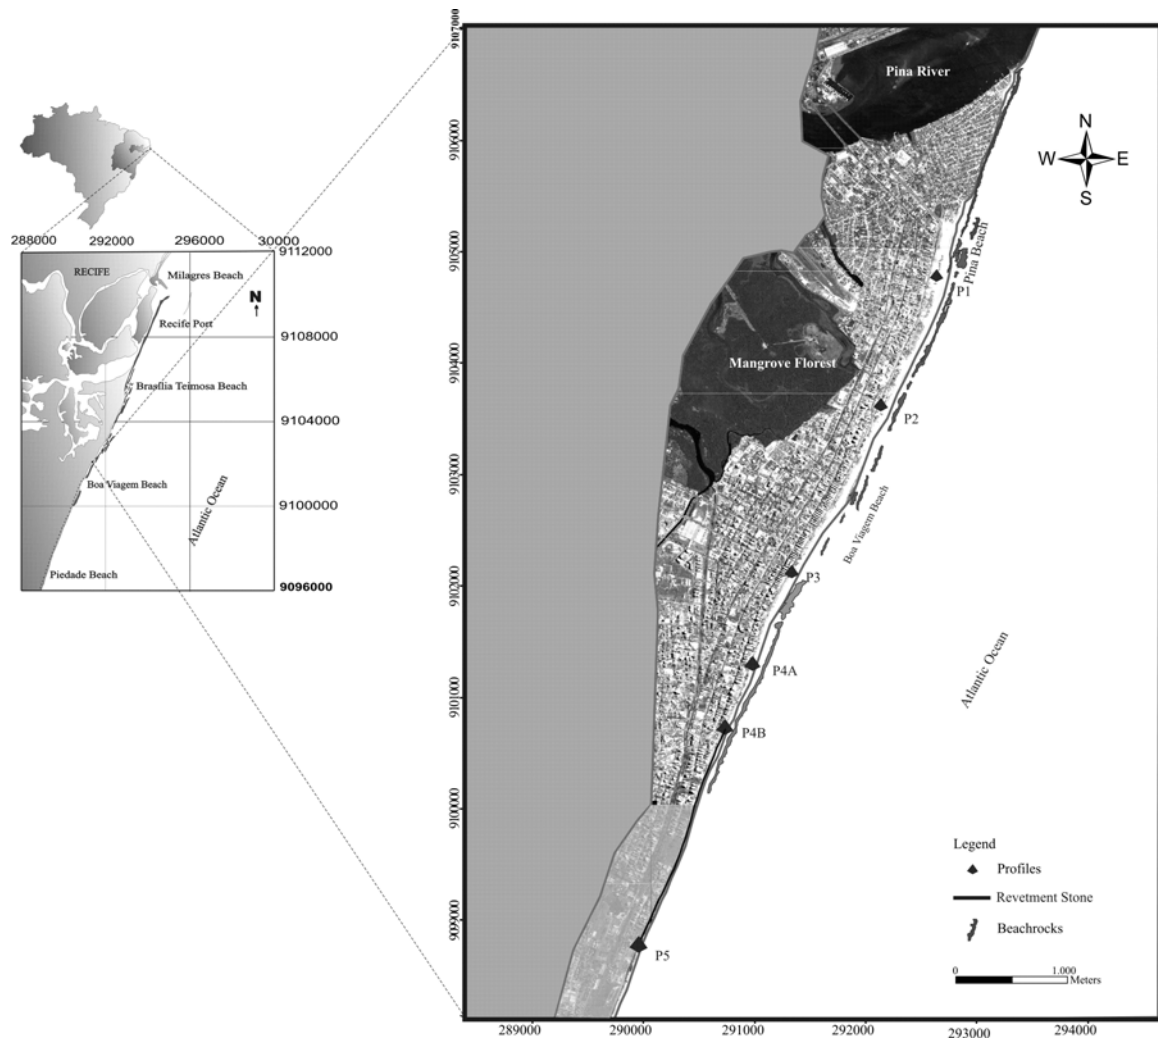 288000 292000 296000 30000
9112000
RECIFE
Milagres Beach
N
Recife Port
9108000
Brasília Teimosa Beach
9104000
Boa Viagem Beach
9100000
Atlantic Ocean
Piedade Beach
9096000
9107000
9106000
9105000
9104000
9103000
9102000
9101000
9100000
9099000
Pina River
N
W E
S
Pina Beach
P1
Mangrove Florest
P2
Boa Viagem Beach
P3
P4A
Atlantic Ocean
P4B
P5
Legend
Profiles
Revetment Stone
Beachrocks
0 1.000
Meters
289000 290000 291000 292000 293000 294000